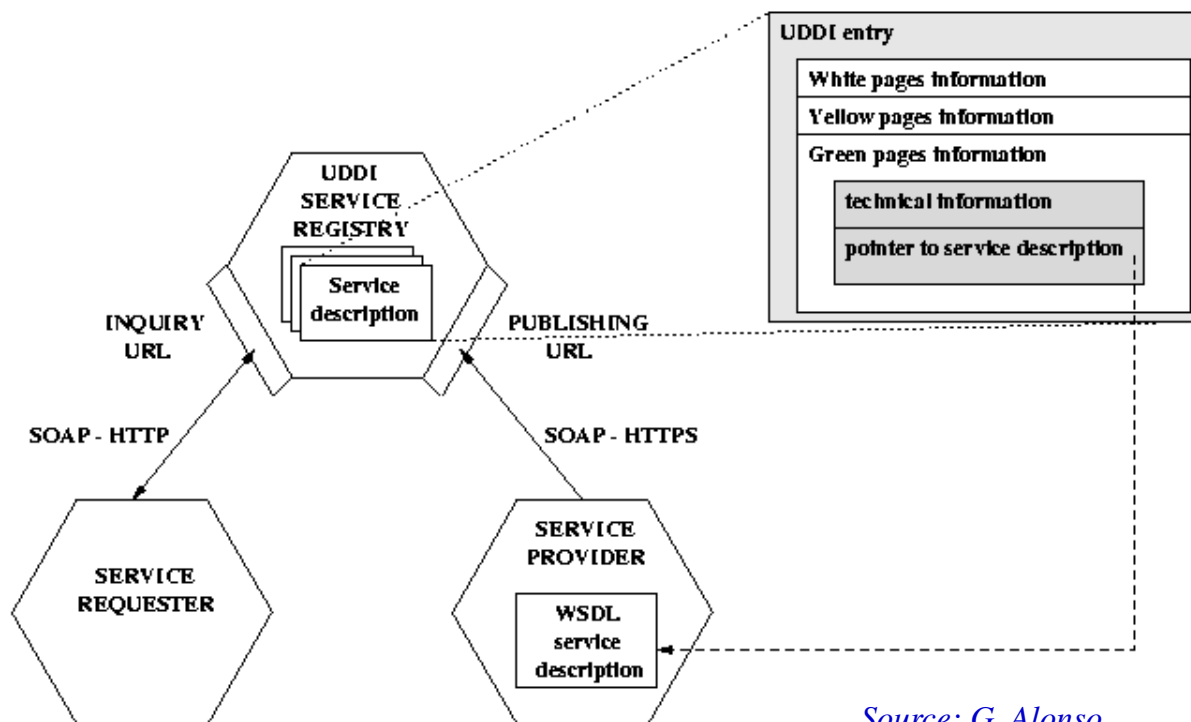 UDDI entry
White pages information
Yellow pages information
Green pages information
technical information
pointer to service description
UDDI
SERVICE
REGISTRY
Service
description
INQUIRY
URL
PUBLISHING
URL
SOAP - HTTP
SOAP - HTTPS
SERVICE
REQUESTER
SERVICE
PROVIDER
WSDL
service
description
Source: G. Alonso